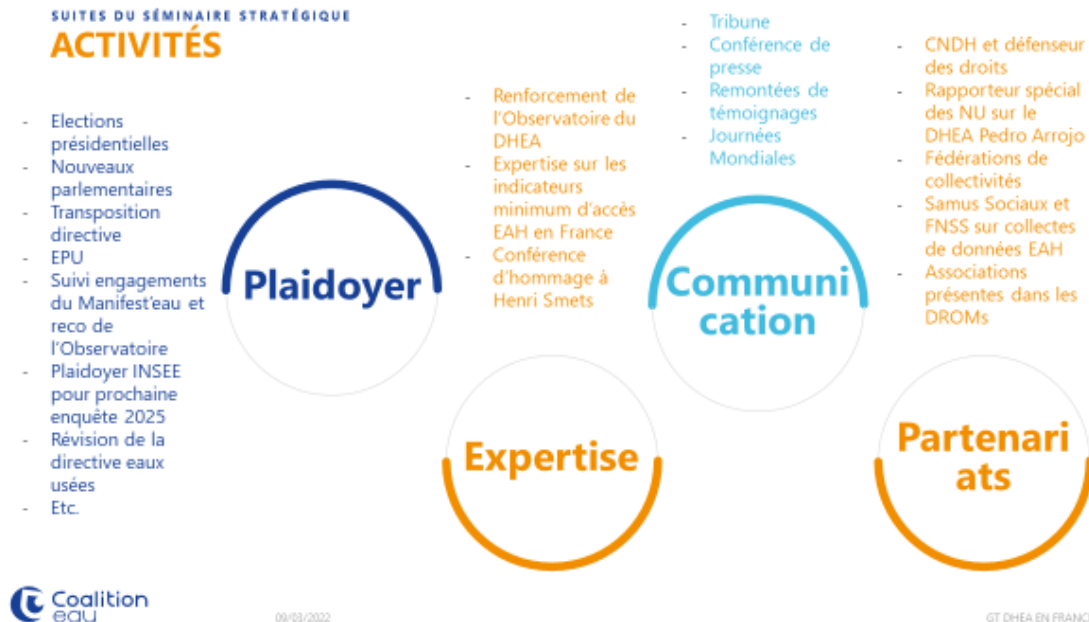 SUITES DU SÉMINAIRE STRATÉGIQUE
ACTIVITÉS
- Elections
présidentielles
- Nouveaux
parlementaires
- Transposition
directive
- EPU
- Suivi engagements
du Manifest'eau et
reco de
l'Observatoire
- Plaidoyer INSEE
pour prochaine
enquête 2025
- Révision de la
directive eaux
usées
- Etc.
Plaidoyer
- Renforcement de
l'Observatoire du
DHEA
- Expertise sur les
indicateurs
minimum d'accès
EAH en France
- Conférence
d'hommage à
Henri Smets
Expertise
- Tribune
- Conférence de
presse
- Remontées de
témoignages
- Journées
Mondiales
Communi
cation
- CNDH et défenseur
des droits
- Rapporteur spécial
des NU sur le
DHEA Pedro Arrojo
- Fédérations de
collectivités
- Samus Sociaux et
FNSS sur collectes
de données EAH
- Associations
présentes dans les
DROMs
Partenari
ats
Coalition
eau
09/03/2022
GT DHEA EN FRANCE